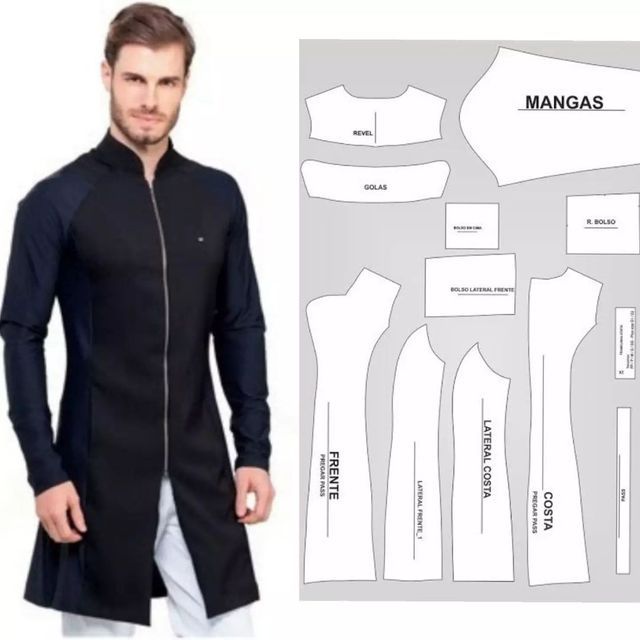 MANGAS
REVEL
GOLAS
BOLSO EM CIMA
R. BOLSO
BOLSO LATERAL FRENTE
FRENTE
PREGAR PASS
LATERAL FRENTE_1
LATERAL COSTA
COSTA
PREGAR PASS
PASS